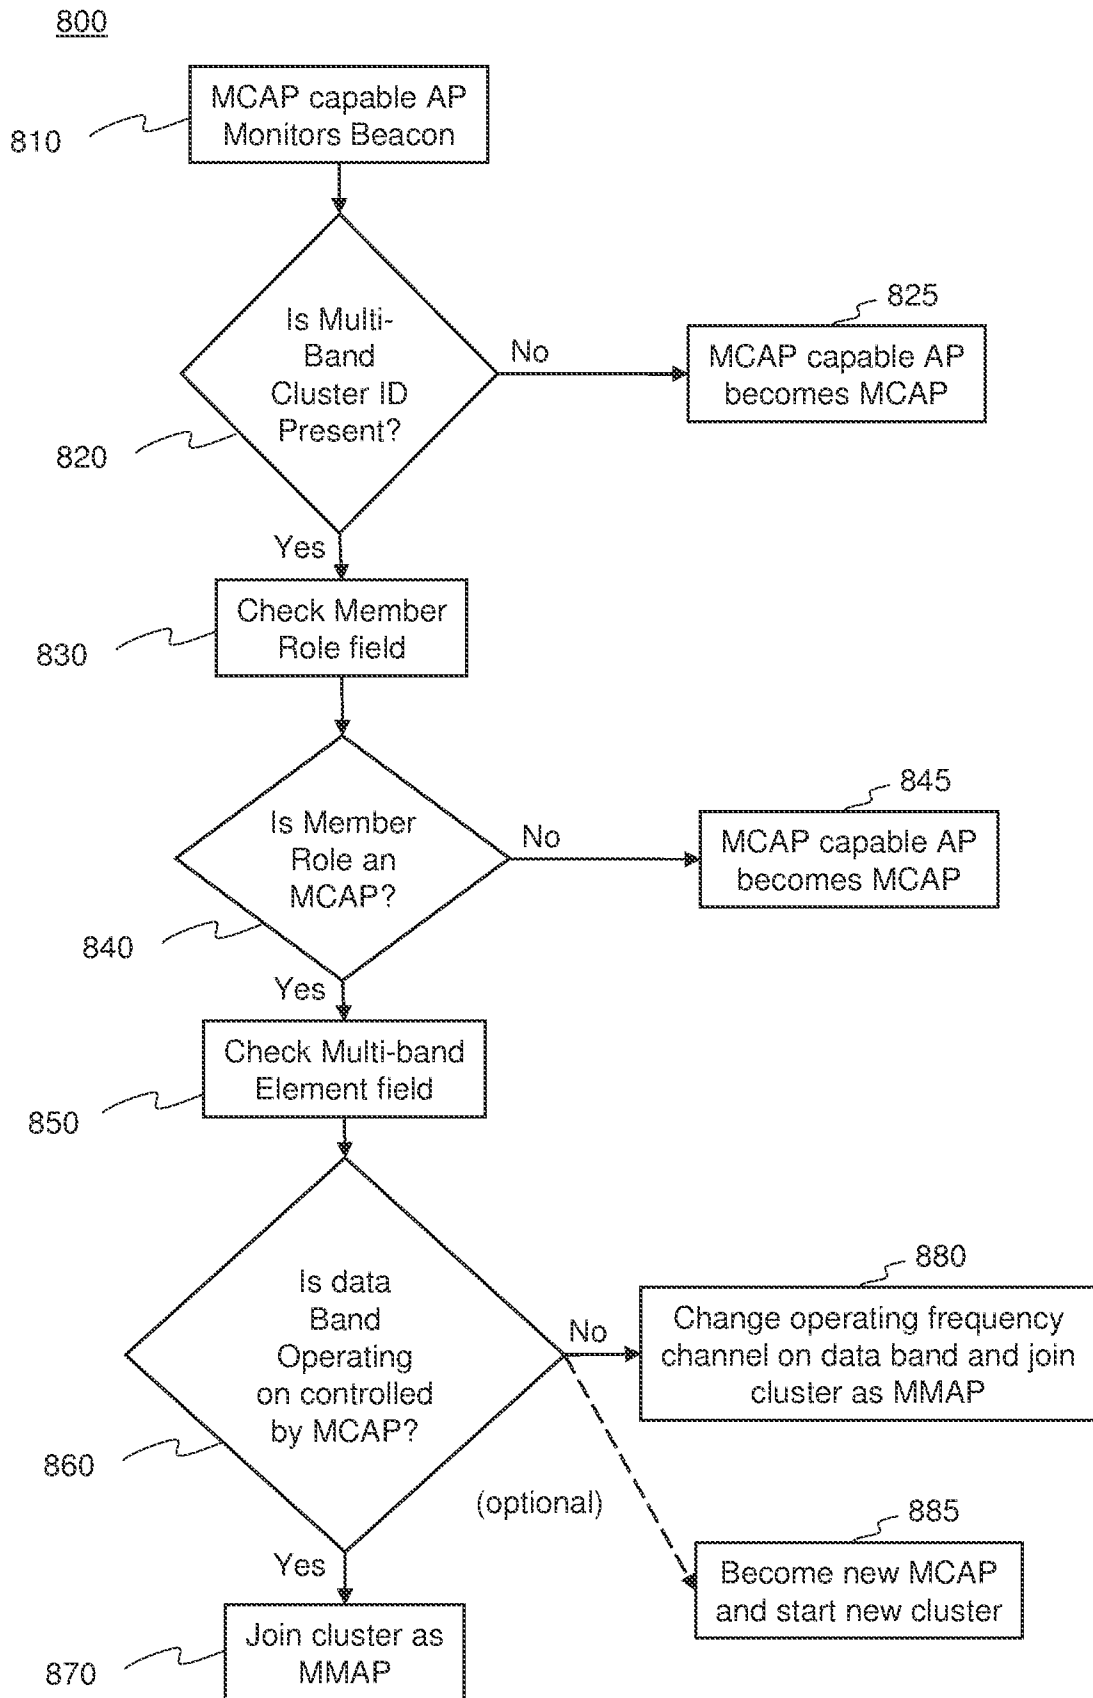 800
MCAP capable AP
Monitors Beacon
810
Is Multi-
Band
Cluster ID
Present?
820
No
825
MCAP capable AP
becomes MCAP
Yes
Check Member
Role field
830
Is Member
Role an
MCAP?
840
No
845
MCAP capable AP
becomes MCAP
Yes
Check Multi-band
Element field
850
Is data
Band
Operating
on controlled
by MCAP?
860
No
880
Change operating frequency
channel on data band and join
cluster as MMAP
(optional)
885
Become new MCAP
and start new cluster
Yes
Join cluster as
MMAP
870